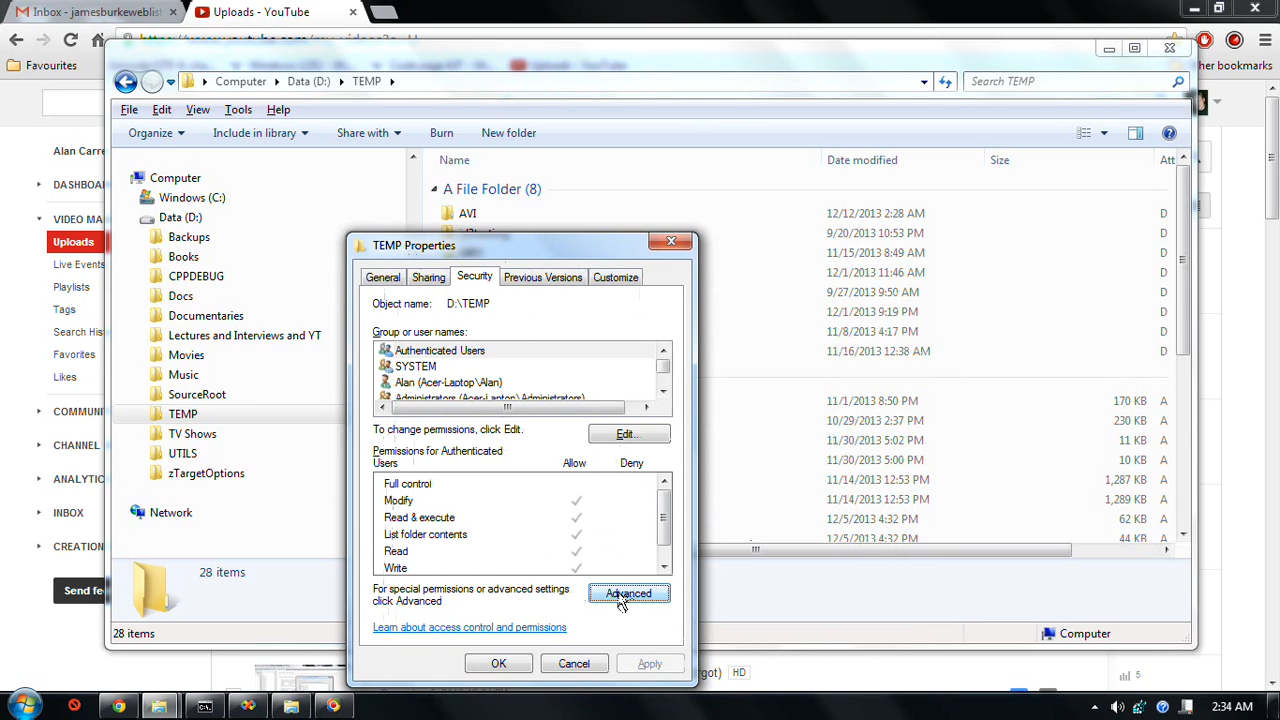 Inbox - jamesburkeweblist
Uploads - YouTube
Favourites
other bookmarks
Computer
Data (D:)
TEMP
Search TEMP
File Edit View Tools Help
Organize Include in library Share with Burn New folder
Name Date modified Size Att
Alan Carre
DASHBOA
VIDEO MA
Uploads
Live Events
Playlists
Tags
Search Hist
Favorites
Likes
COMMUN
CHANNEL
ANALYTIC
INBOX
CREATION
Send fee
Computer
Windows (C:)
Data (D:)
Backups
Books
CPPDEBUG
Docs
Documentaries
Lectures and Interviews and YT
Movies
Music
SourceRoot
TEMP
TV Shows
UTILS
zTargetOptions
Network
A File Folder (8)
AVI 12/12/2013 2:28 AM D
9/20/2013 10:53 PM D
11/15/2013 8:49 AM D
12/1/2013 11:46 AM D
9/27/2013 9:50 AM D
12/1/2013 9:19 PM D
11/8/2013 4:17 PM D
11/16/2013 12:38 AM D
11/1/2013 8:50 PM 170 KB A
10/29/2013 2:37 PM 230 KB A
11/30/2013 5:02 PM 11 KB A
11/30/2013 5:00 PM 10 KB A
11/14/2013 12:53 PM 1,287 KB A
11/14/2013 12:53 PM 1,289 KB A
12/5/2013 4:32 PM 62 KB A
12/5/2013 4:32 PM 44 KB A
TEMP Properties
General Sharing Security Previous Versions Customize
Object name: D:\TEMP
Group or user names:
Authenticated Users
SYSTEM
Alan (Acer-Laptop\Alan)
Administrators (Acer-Laptop\Administrators)
To change permissions, click Edit.
Edit...
Permissions for Authenticated
Users Allow Deny
Full control
Modify
Read & execute
List folder contents
Read
Write
For special permissions or advanced settings
click Advanced
Advanced
Learn about access control and permissions
OK Cancel Apply
28 items
28 items
Computer
HD
5
2:34 AM